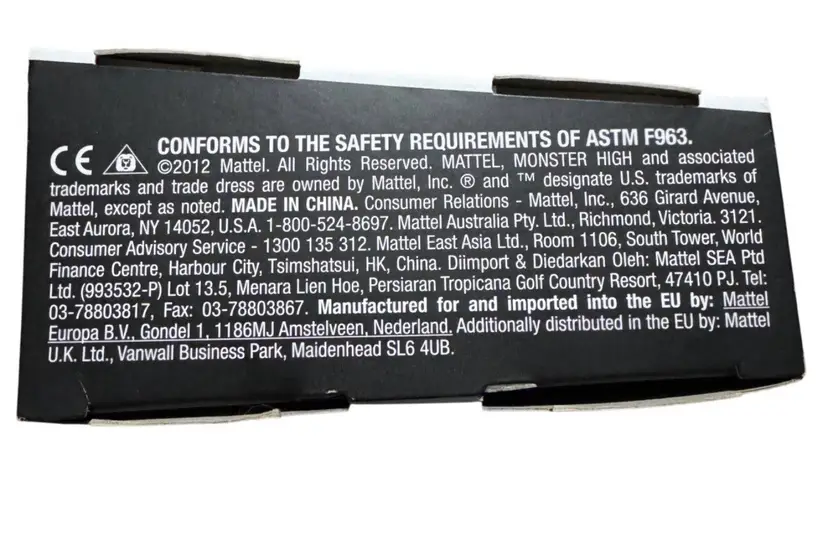 CONFORMS TO THE SAFETY REQUIREMENTS OF ASTM F963.
CE ©2012 Mattel. All Rights Reserved. MATTEL, MONSTER HIGH and associated
trademarks and trade dress are owned by Mattel, Inc. ® and ™ designate U.S. trademarks of
Mattel, except as noted. MADE IN CHINA. Consumer Relations - Mattel, Inc., 636 Girard Avenue,
East Aurora, NY 14052, U.S.A. 1-800-524-8697. Mattel Australia Pty. Ltd., Richmond, Victoria. 3121.
Consumer Advisory Service - 1300 135 312. Mattel East Asia Ltd., Room 1106, South Tower, World
Finance Centre, Harbour City, Tsimshatsui, HK, China. Diimport & Diedarkan Oleh: Mattel SEA Ptd
Ltd. (993532-P) Lot 13.5, Menara Lien Hoe, Persiaran Tropicana Golf Country Resort, 47410 PJ. Tel:
03-78803817, Fax: 03-78803867. Manufactured for and imported into the EU by: Mattel
Europa B.V., Gondel 1, 1186MJ Amstelveen, Nederland. Additionally distributed in the EU by: Mattel
U.K. Ltd., Vanwall Business Park, Maidenhead SL6 4UB.